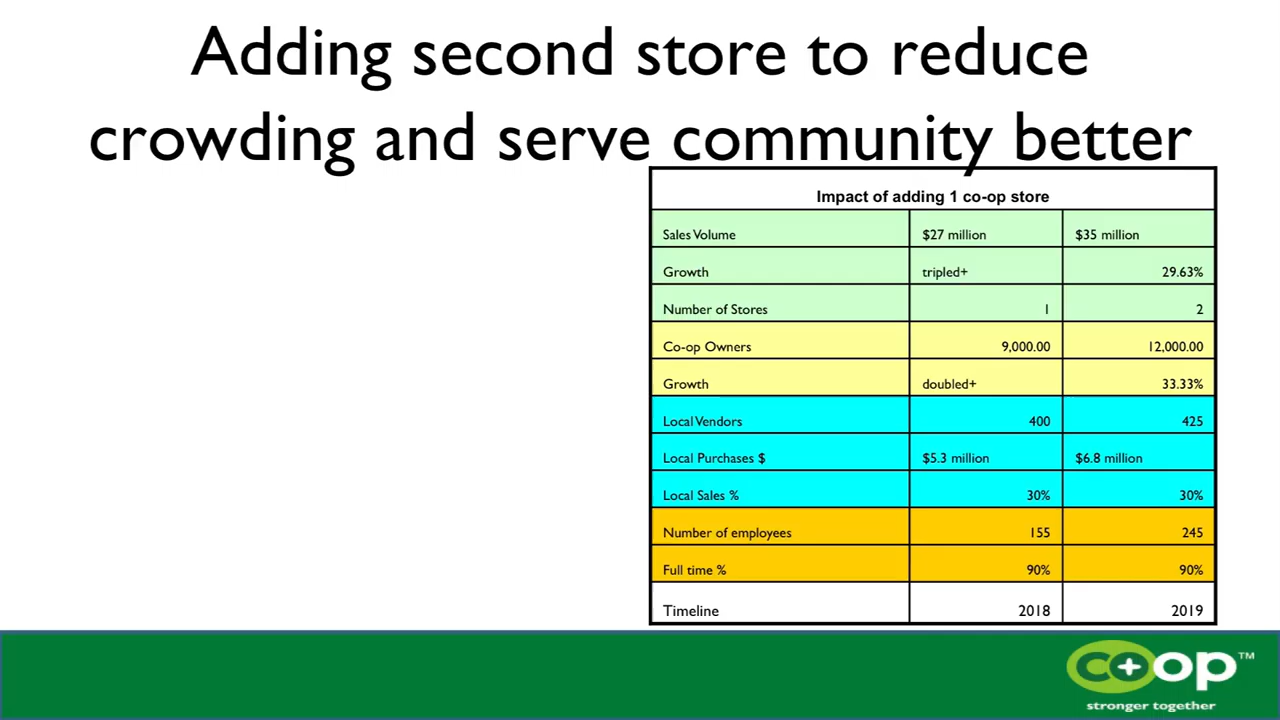 Adding second store to reduce
crowding and serve community better
Impact of adding 1 co-op store
Sales Volume $27 million $35 million
Growth tripled+ 29.63%
Number of Stores 1 2
Co-op Owners 9,000.00 12,000.00
Growth doubled+ 33.33%
Local Vendors 400 425
Local Purchases $ $5.3 million $6.8 million
Local Sales % 30% 30%
Number of employees 155 245
Full time % 90% 90%
Timeline 2018 2019
co+op™
stronger together